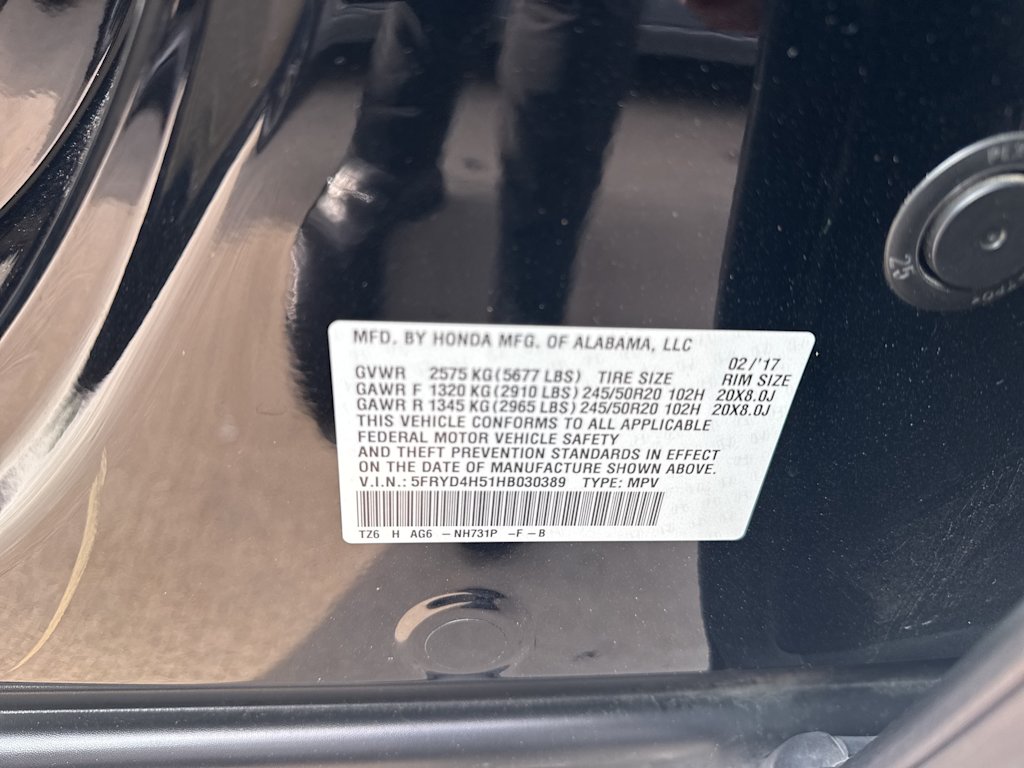 MFD. BY HONDA MFG. OF ALABAMA, LLC
02/'17
GVWR 2575 KG(5677 LBS) TIRE SIZE RIM SIZE
GAWR F 1320 KG(2910 LBS) 245/50R20 102H 20X8.0J
GAWR R 1345 KG(2965 LBS) 245/50R20 102H 20X8.0J
THIS VEHICLE CONFORMS TO ALL APPLICABLE
FEDERAL MOTOR VEHICLE SAFETY
AND THEFT PREVENTION STANDARDS IN EFFECT
ON THE DATE OF MANUFACTURE SHOWN ABOVE.
V.I.N.: 5FRYD4H51HB030389 TYPE: MPV
TZ6 H AG6 -NH731P -F-B
25